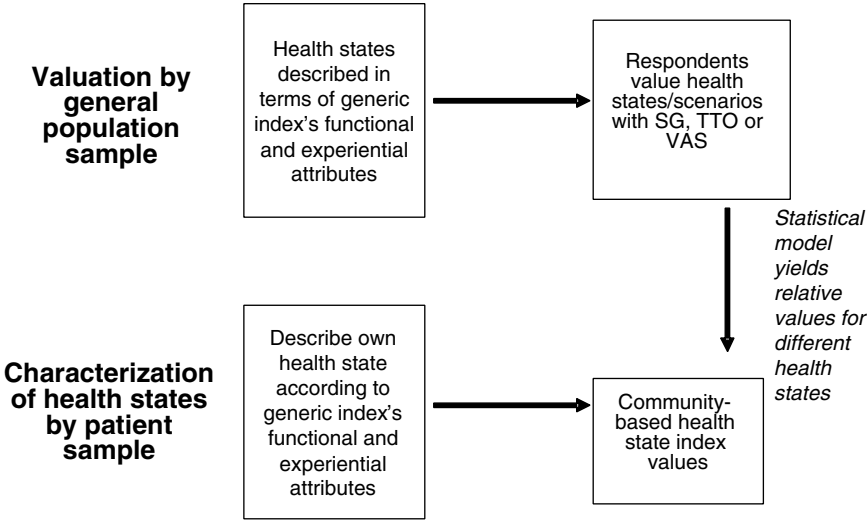 Valuation by
general
population
sample
Health states
described in
terms of generic
index's functional
and experiential
attributes
Respondents
value health
states/scenarios
with SG, TTO or
VAS
Statistical
model
yields
relative
values for
different
health
states
Characterization
of health states
by patient
sample
Describe own
health state
according to
generic index's
functional and
experiential
attributes
Community-
based health
state index
values